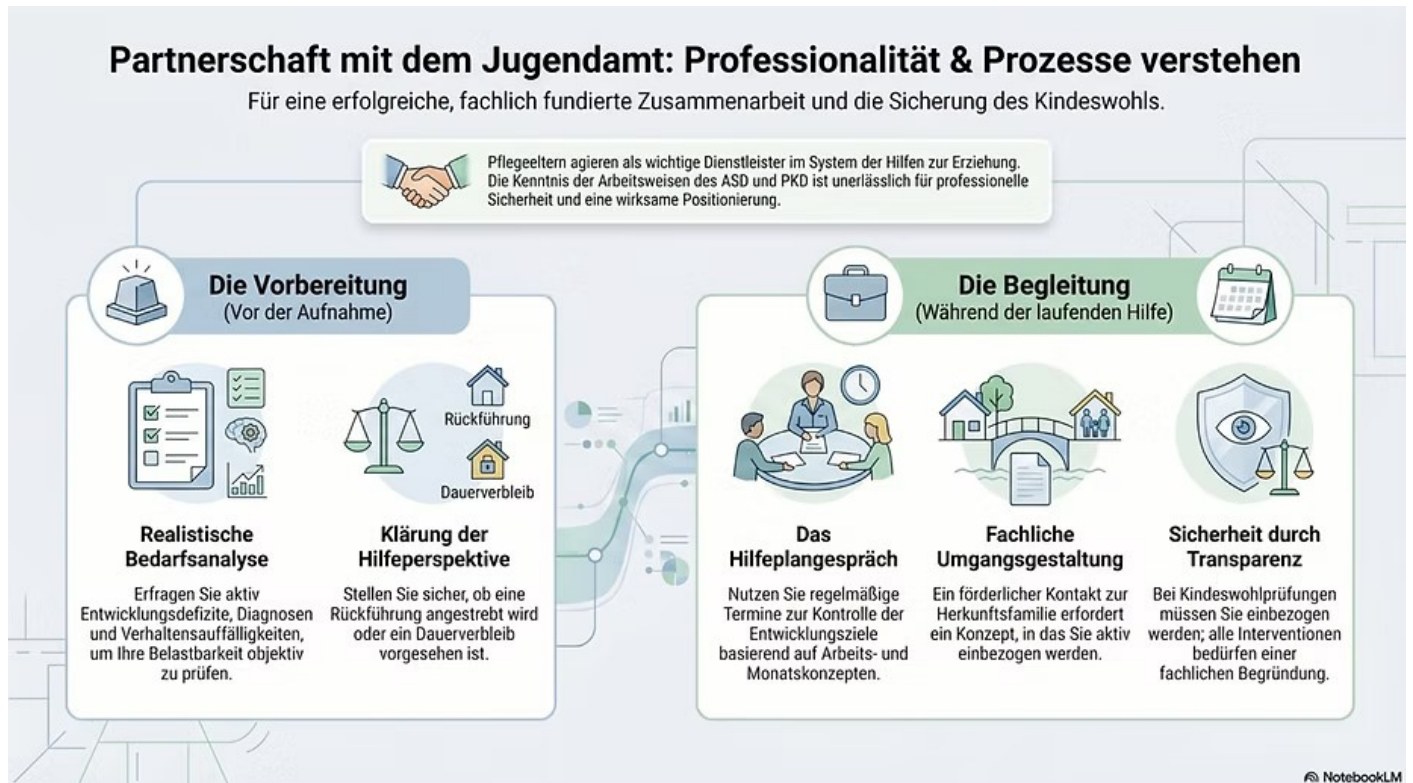 Partnerschaft mit dem Jugendamt: Professionalität & Prozesse verstehen
Für eine erfolgreiche, fachlich fundierte Zusammenarbeit und die Sicherung des Kindeswohls.
Pflegeeltern agieren als wichtige Dienstleister im System der Hilfen zur Erziehung.
Die Kenntnis der Arbeitsweisen des ASD und PKD ist unerlässlich für professionelle
Sicherheit und eine wirksame Positionierung.
Die Vorbereitung
(Vor der Aufnahme)
Rückführung
Dauerverbleib
Realistische
Bedarfsanalyse
Erfragen Sie aktiv
Entwicklungsdefizite, Diagnosen
und Verhaltensauffälligkeiten,
um Ihre Belastbarkeit objektiv
zu prüfen.
Klärung der
Hilfeperspektive
Stellen Sie sicher, ob eine
Rückführung angestrebt wird
oder ein Dauerverbleib
vorgesehen ist.
Die Begleitung
(Während der laufenden Hilfe)
Das
Hilfeplangespräch
Nutzen Sie regelmäßige
Termine zur Kontrolle der
Entwicklungsziele
basierend auf Arbeits- und
Monatskonzepten.
Fachliche
Umgangsgestaltung
Ein förderlicher Kontakt zur
Herkunftsfamilie erfordert
ein Konzept, in das Sie aktiv
einbezogen werden.
Sicherheit durch
Transparenz
Bei Kindeswohlprüfungen
müssen Sie einbezogen
werden; alle Interventionen
bedürfen einer
fachlichen Begründung.
NotebookLM